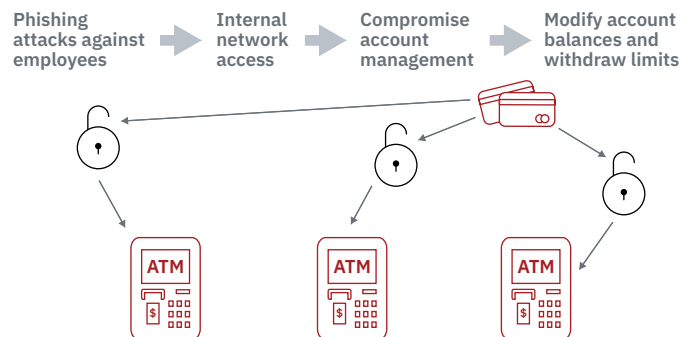 Phishing
attacks against
employees
Internal
network
access
Compromise
account
management
Modify account
balances and
withdraw limits
ATM
$
ATM
$
ATM
$